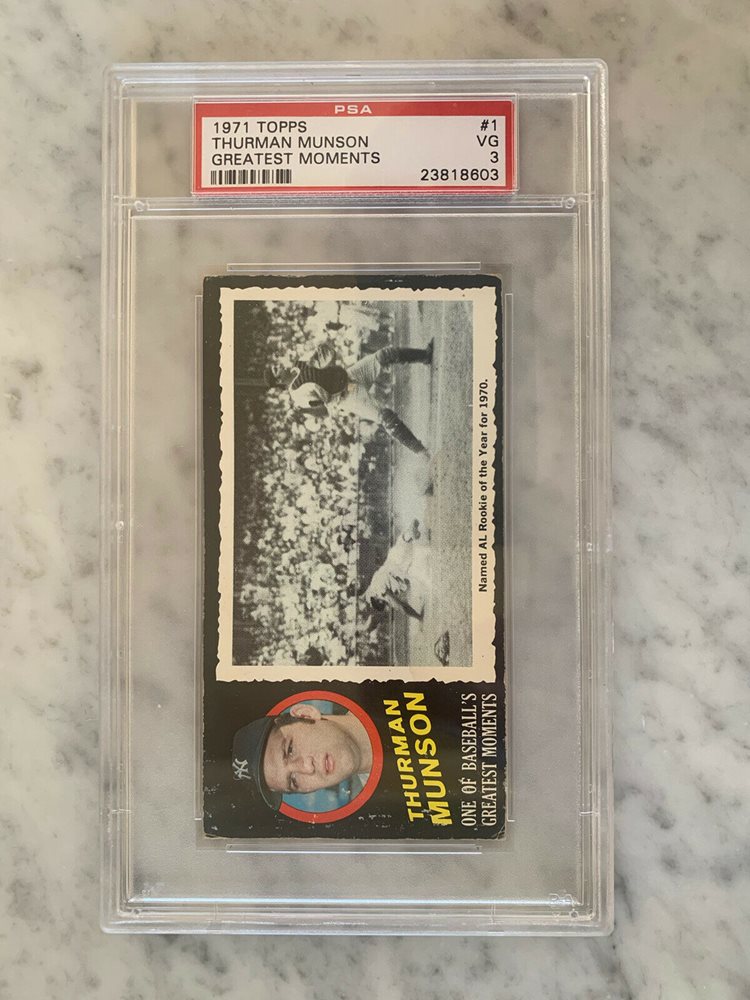 PSA
1971 TOPPS #1
THURMAN MUNSON VG
GREATEST MOMENTS 3
23818603
Named AL Rookie of the Year for 1970.
NY
THURMAN
MUNSON
ONE OF BASEBALL'S
GREATEST MOMENTS